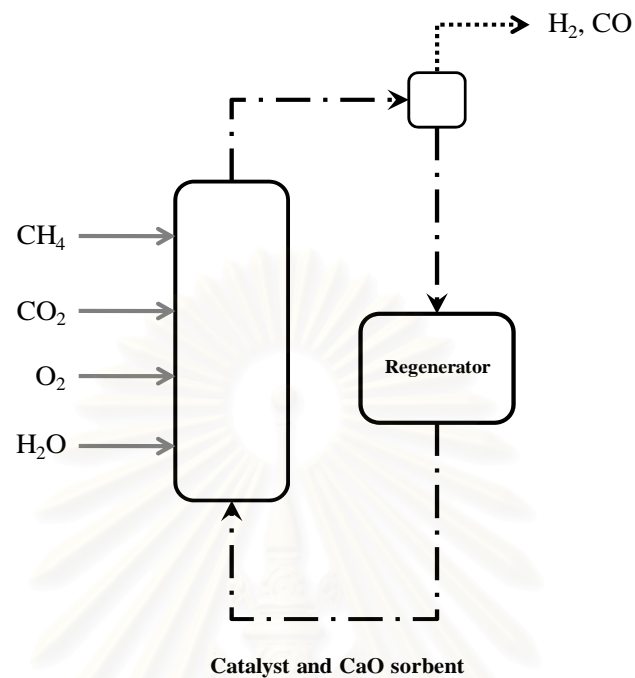 H₂, CO
CH₄
CO₂
O₂
H₂O
Regenerator
Catalyst and CaO sorbent